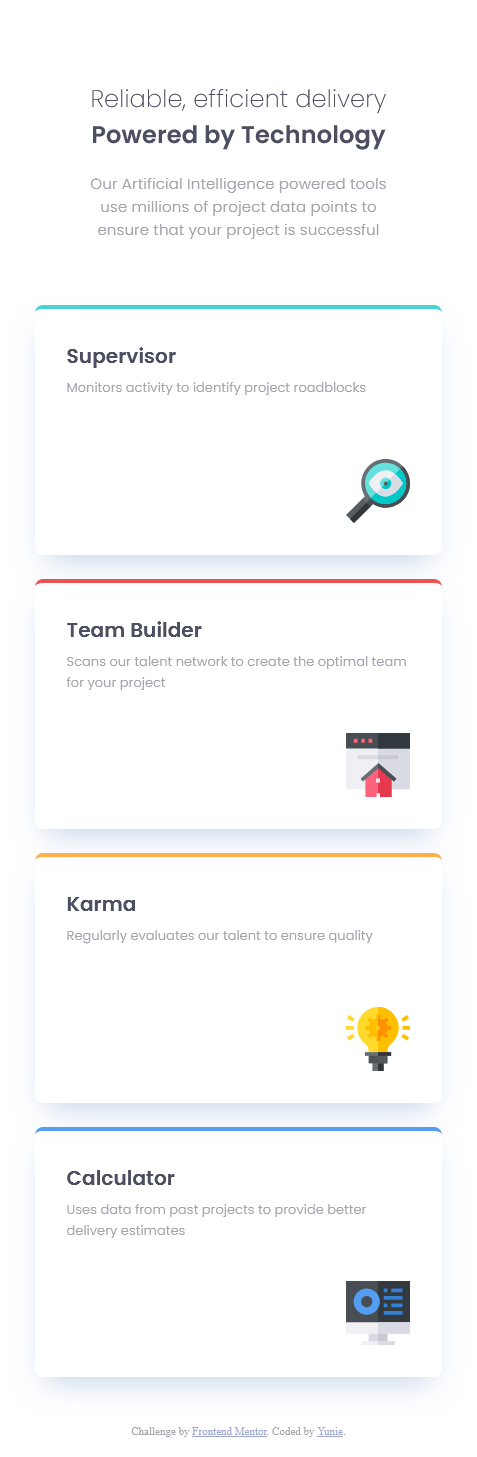 Reliable, efficient delivery
Powered by Technology
Our Artificial Intelligence powered tools
use millions of project data points to
ensure that your project is successful
Supervisor
Monitors activity to identify project roadblocks
Team Builder
Scans our talent network to create the optimal team
for your project
Karma
Regularly evaluates our talent to ensure quality
Calculator
Uses data from past projects to provide better
delivery estimates
Challenge by Frontend Mentor. Coded by Yunie.